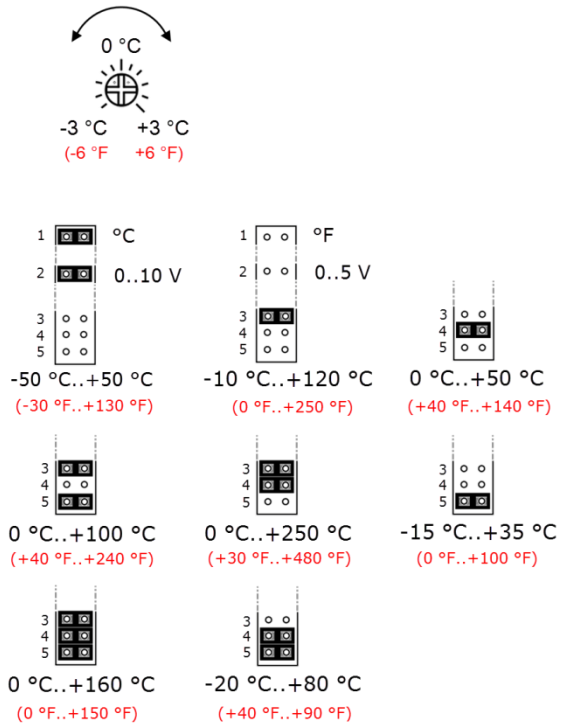 0 °C
-3 °C +3 °C
(-6 °F +6 °F)
1 °C
2 0..10 V
3
4
5
-50 °C..+50 °C
(-30 °F..+130 °F)
1 °F
2 0..5 V
3
4
5
-10 °C..+120 °C
(0 °F..+250 °F)
3
4
5
0 °C..+50 °C
(+40 °F..+140 °F)
3
4
5
0 °C..+100 °C
(+40 °F..+240 °F)
3
4
5
0 °C..+250 °C
(+30 °F..+480 °F)
3
4
5
-15 °C..+35 °C
(0 °F..+100 °F)
3
4
5
0 °C..+160 °C
(0 °F..+150 °F)
3
4
5
-20 °C..+80 °C
(+40 °F..+90 °F)